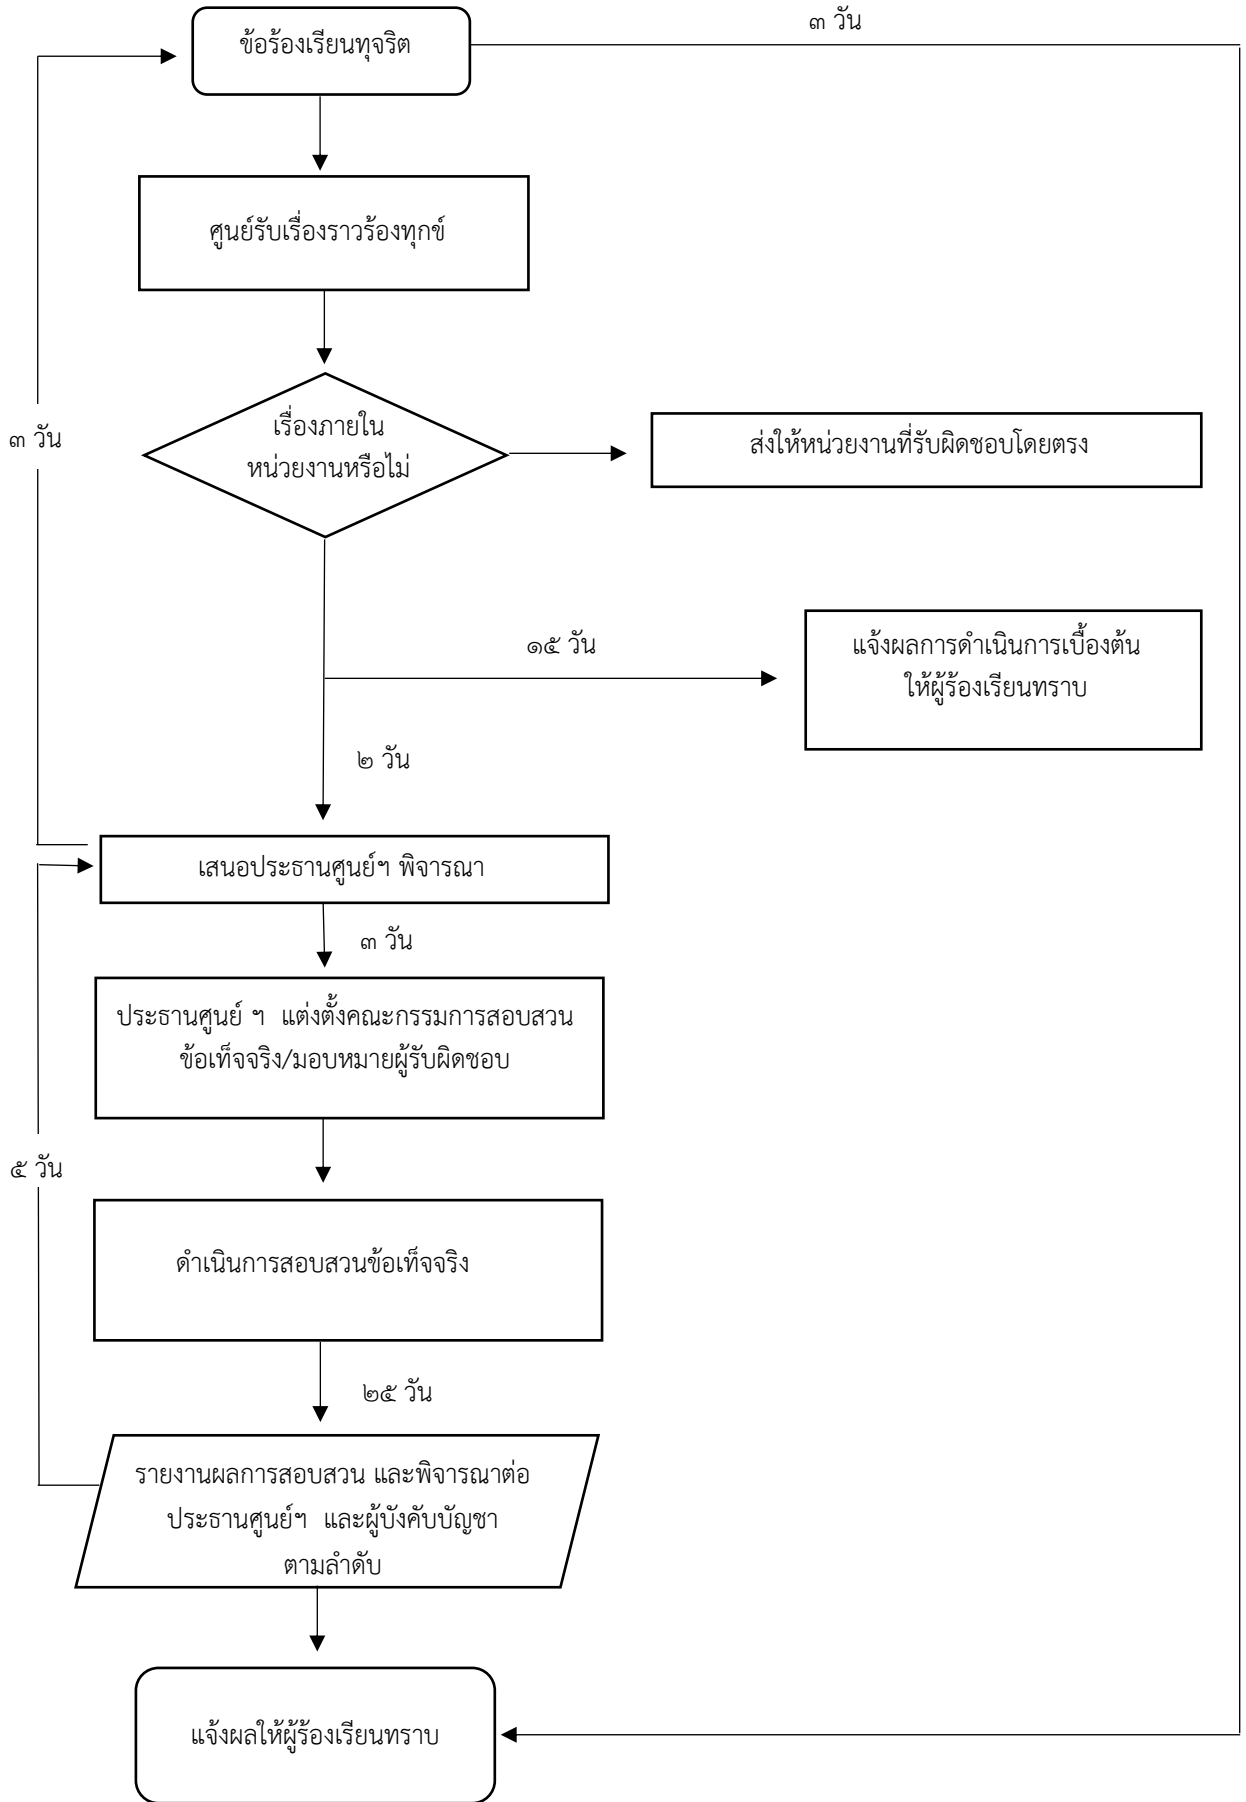 ๓ วัน
ข้อร้องเรียนทุจริต
ศูนย์รับเรื่องราวร้องทุกข์
เรื่องภายใน
หน่วยงานหรือไม่
ส่งให้หน่วยงานที่รับผิดชอบโดยตรง
๓ วัน
๑๕ วัน
แจ้งผลการดำเนินการเบื้องต้น
ให้ผู้ร้องเรียนทราบ
๒ วัน
เสนอประธานศูนย์ฯ พิจารณา
๓ วัน
ประธานศูนย์ ฯ แต่งตั้งคณะกรรมการสอบสวน
ข้อเท็จจริง/มอบหมายผู้รับผิดชอบ
๕ วัน
ดำเนินการสอบสวนข้อเท็จจริง
๒๕ วัน
รายงานผลการสอบสวน และพิจารณาต่อ
ประธานศูนย์ฯ และผู้บังคับบัญชา
ตามลำดับ
แจ้งผลให้ผู้ร้องเรียนทราบ